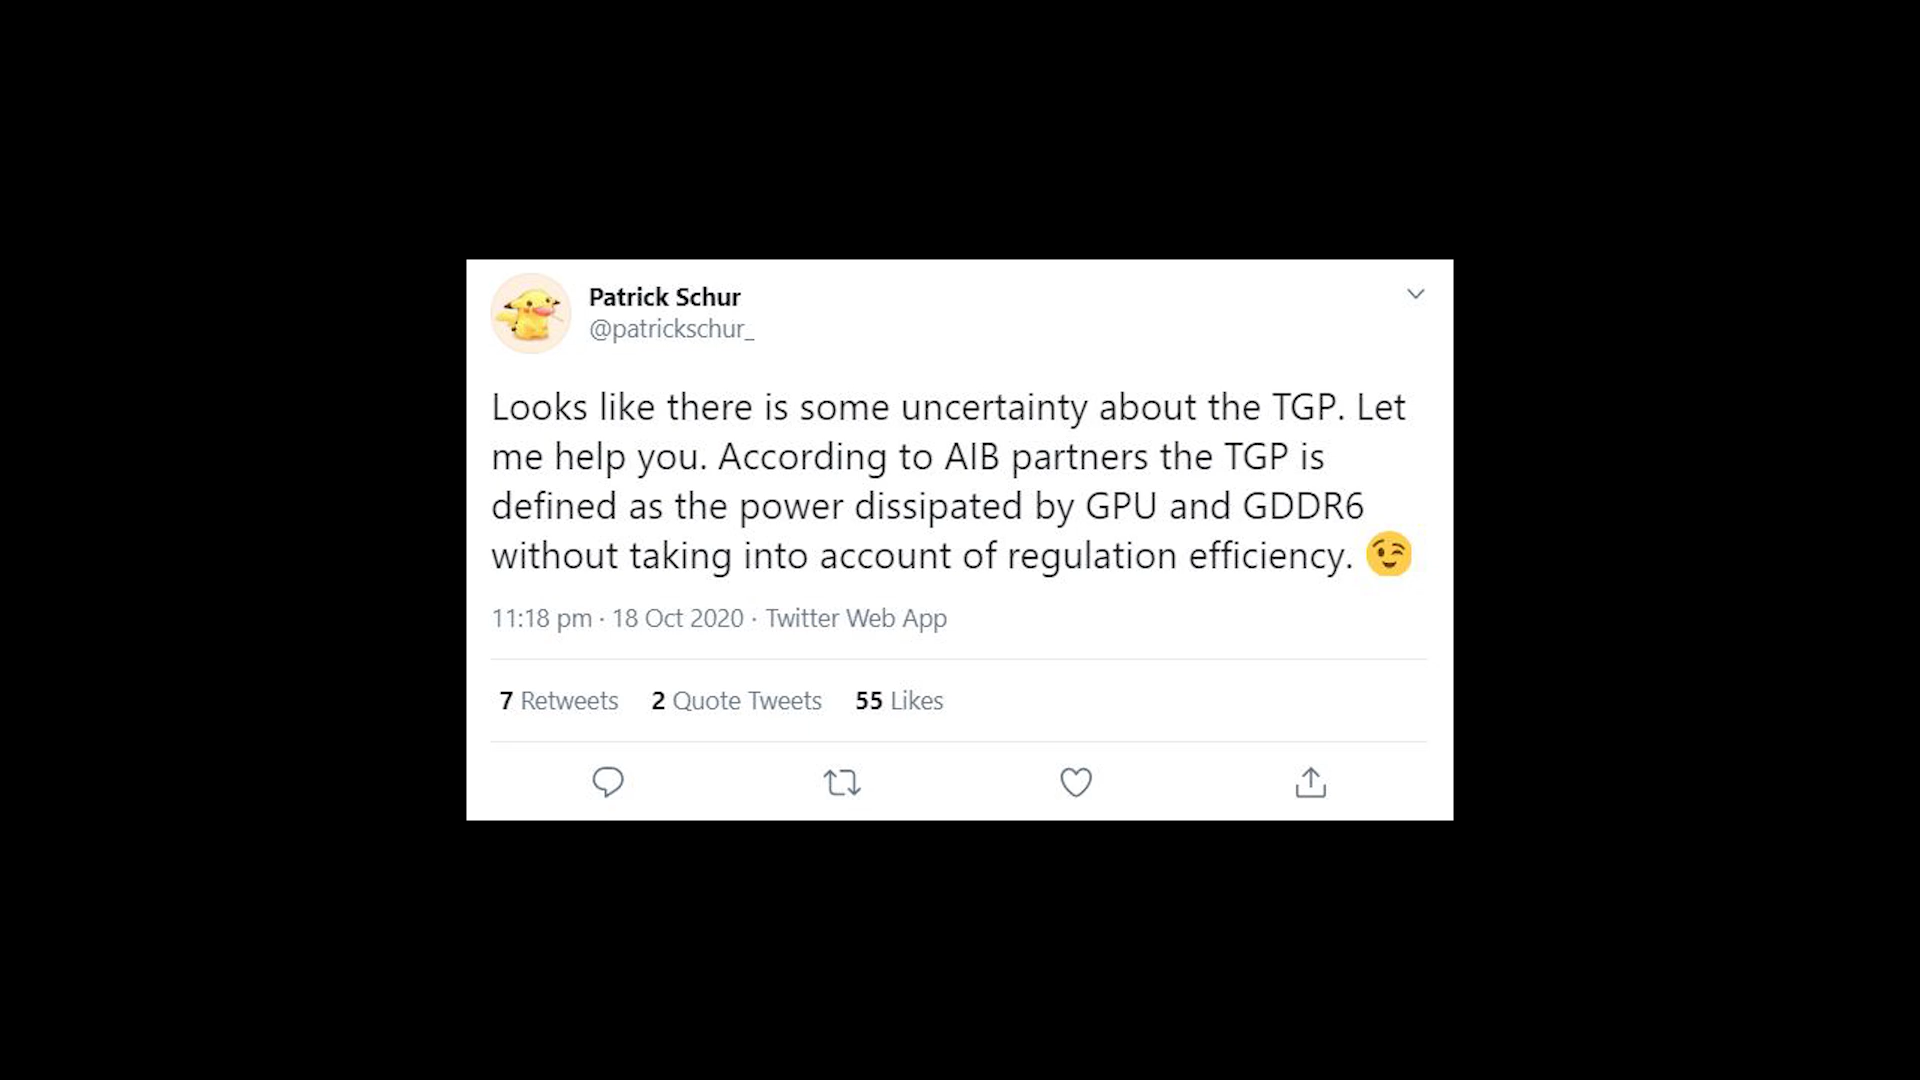 Patrick Schur
@patrickschur_
Looks like there is some uncertainty about the TGP. Let
me help you. According to AIB partners the TGP is
defined as the power dissipated by GPU and GDDR6
without taking into account of regulation efficiency. 😉
11:18 pm · 18 Oct 2020 · Twitter Web App
7 Retweets 2 Quote Tweets 55 Likes